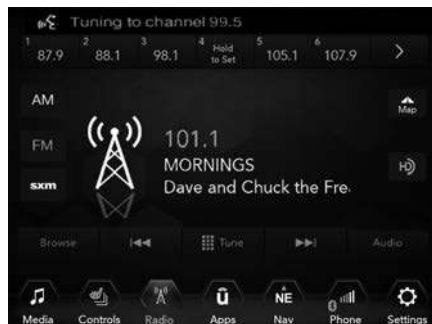 Tuning to channel 99.5
1 87.9 2 88.1 3 98.1 4 Hold to Set 5 105.1 6 107.9
AM
Map
FM
101.1
MORNINGS
HD
sxm
Dave and Chuck the Fre
Browse Tune Audio
NE
Media Controls Radio Apps Nav Phone Settings